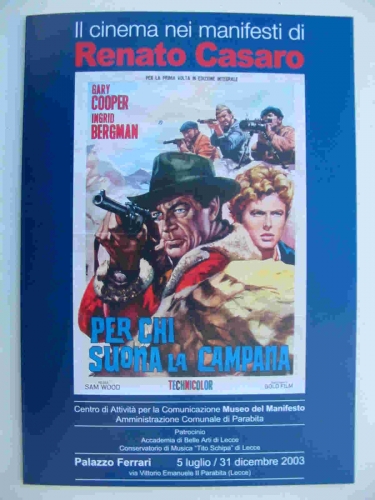 Il cinema nei manifesti di
Renato Casaro
PER LA PRIMA VOLTA IN EDIZIONE INTEGRALE
GARY
COOPER
INGRID
BERGMAN
PER CHI
SUONA LA CAMPANA
SAM WOOD
TECHNICOLOR
GOLD FILM
Centro di Attività per la Comunicazione Museo del Manifesto
Amministrazione Comunale di Parabita
Patrocinio
Accademia di Belle Arti di Lecce
Conservatorio di Musica "Tito Schipa" di Lecce
Palazzo Ferrari 5 luglio / 31 dicembre 2003
via Vittorio Emanuele II Parabita (Lecce)